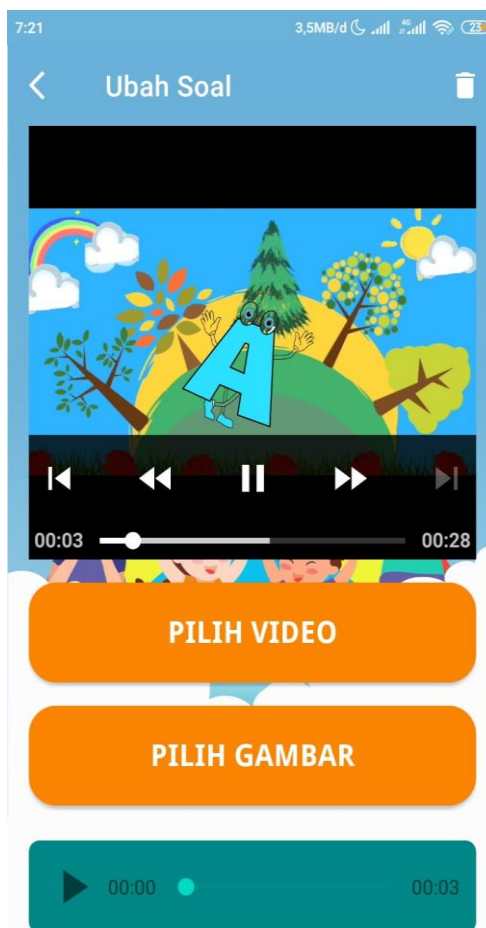 7:21 3,5MB/d 4G 23
Ubah Soal
A
00:03 00:28
PILIH VIDEO
PILIH GAMBAR
00:00 00:03